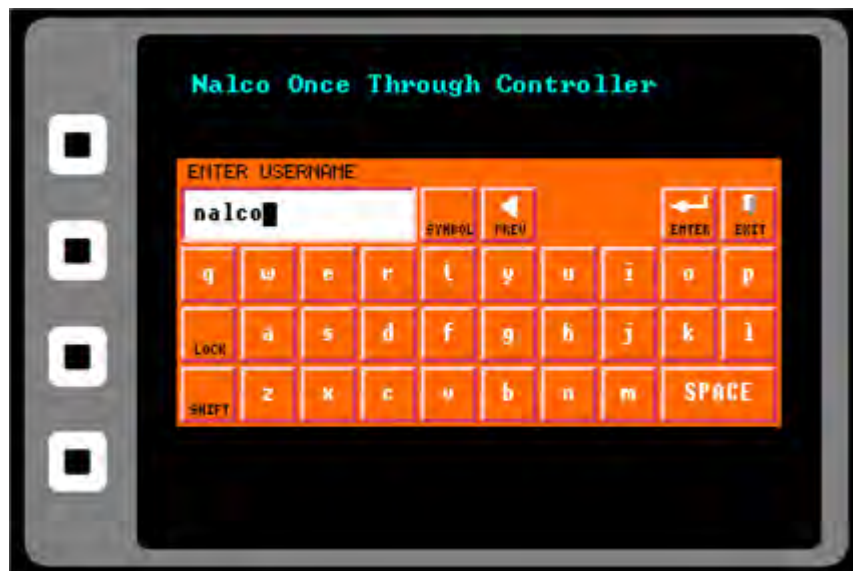 Nalco Once Through Controller
ENTER USERNAME
nalco
SYMBOL PREV ENTER EXIT
q w e r t y u i o p
LOCK a s d f g h j k l
SHIFT z x c v b n m SPACE